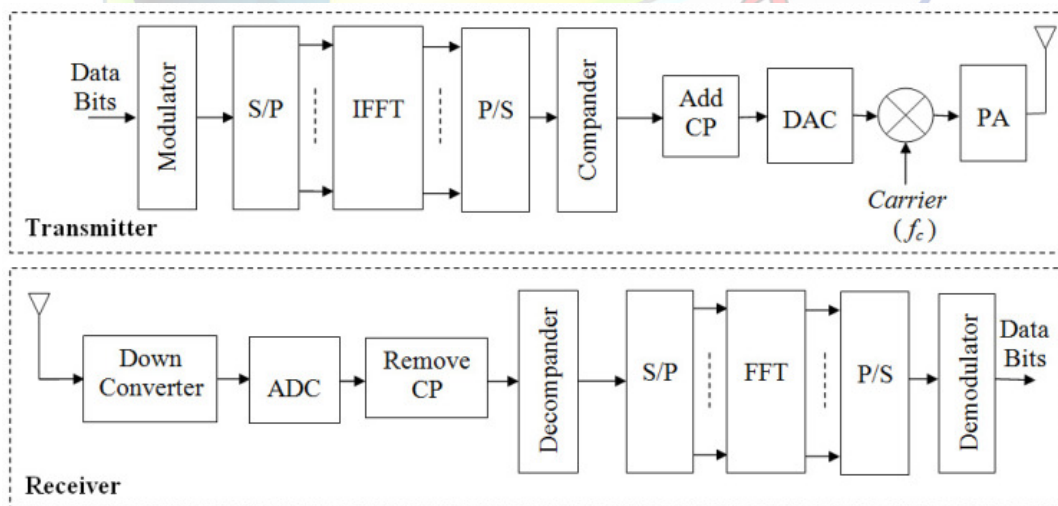 Data
Bits
Modulator
S/P
IFFT
P/S
Compander
Add
CP
DAC
PA
Carrier
(fc)
Transmitter
Down
Converter
ADC
Remove
CP
Decompander
S/P
FFT
P/S
Demodulator
Data
Bits
Receiver